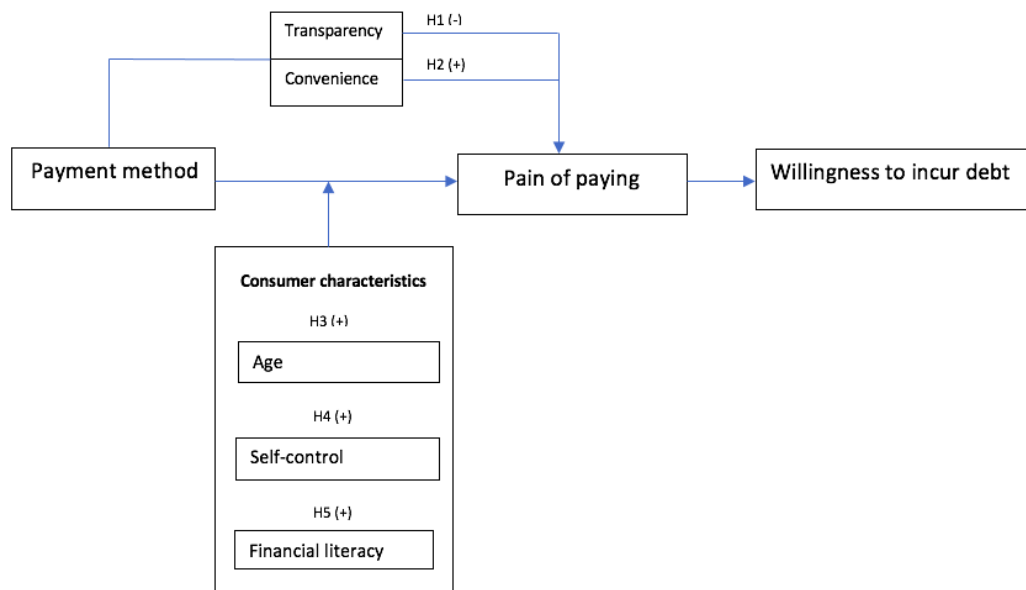 Transparency
H1 (-)
Convenience
H2 (+)
Payment method
Pain of paying
Willingness to incur debt
Consumer characteristics
H3 (+)
Age
H4 (+)
Self-control
H5 (+)
Financial literacy